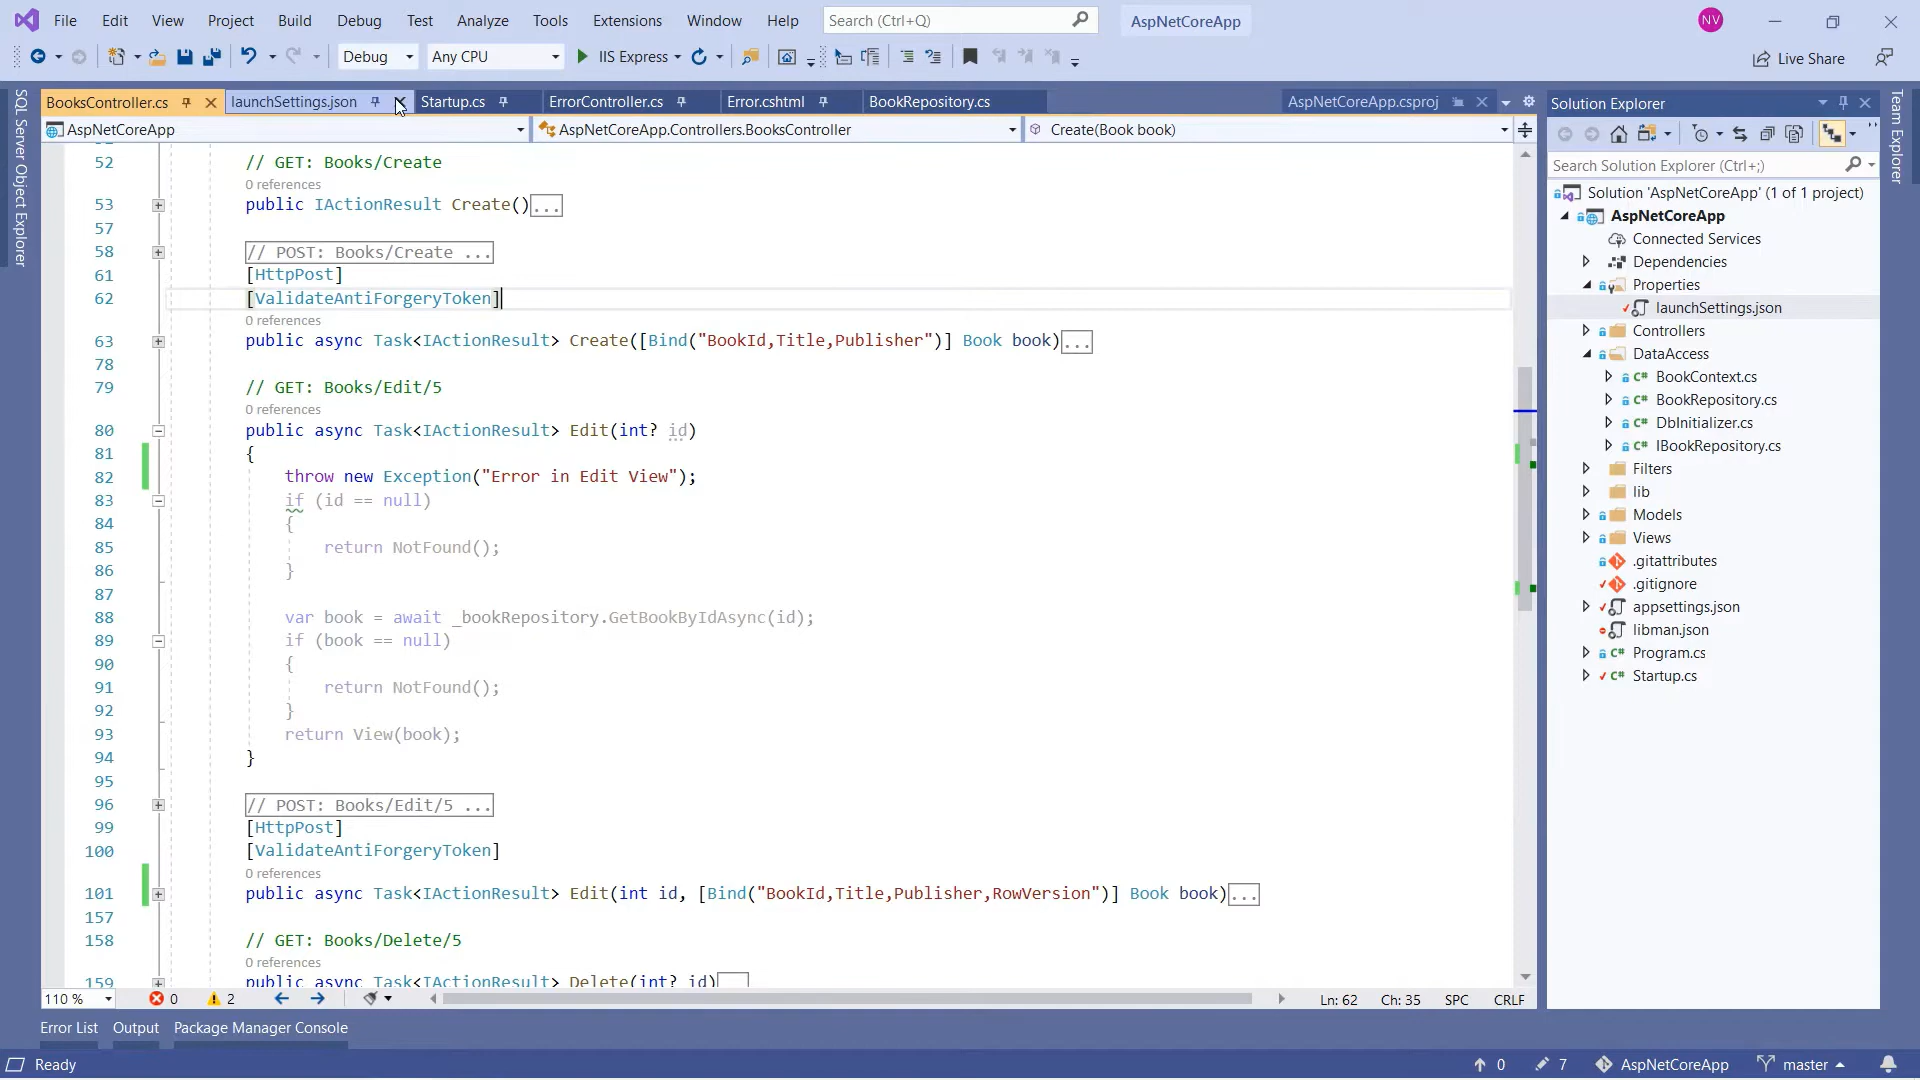 File Edit View Project Build Debug Test Analyze Tools Extensions Window Help Search (Ctrl+Q) AspNetCoreApp NV
Debug Any CPU IIS Express Live Share
SQL Server Object Explorer
BooksController.cs launchSettings.json Startup.cs ErrorController.cs Error.cshtml BookRepository.cs AspNetCoreApp.csproj
AspNetCoreApp AspNetCoreApp.Controllers.BooksController Create(Book book)
52 // GET: Books/Create
0 references
53 public IActionResult Create()...
57
58 // POST: Books/Create ...
61 [HttpPost]
62 [ValidateAntiForgeryToken]
0 references
63 public async Task<IActionResult> Create([Bind("BookId,Title,Publisher")] Book book)...
78
79 // GET: Books/Edit/5
0 references
80 public async Task<IActionResult> Edit(int? id)
81 {
82 throw new Exception("Error in Edit View");
83 if (id == null)
84 {
85 return NotFound();
86 }
87
88 var book = await _bookRepository.GetBookByIdAsync(id);
89 if (book == null)
90 {
91 return NotFound();
92 }
93 return View(book);
94 }
95
96 // POST: Books/Edit/5 ...
99 [HttpPost]
100 [ValidateAntiForgeryToken]
0 references
101 public async Task<IActionResult> Edit(int id, [Bind("BookId,Title,Publisher,RowVersion")] Book book)...
157
158 // GET: Books/Delete/5
0 references
159 public async Task<IActionResult> Delete(int? id)
110 % 0 2 Ln: 62 Ch: 35 SPC CRLF
Solution Explorer
Search Solution Explorer (Ctrl+;)
Solution 'AspNetCoreApp' (1 of 1 project)
AspNetCoreApp
Connected Services
Dependencies
Properties
launchSettings.json
Controllers
DataAccess
C# BookContext.cs
C# BookRepository.cs
C# DbInitializer.cs
C# IBookRepository.cs
Filters
lib
Models
Views
.gitattributes
.gitignore
appsettings.json
libman.json
C# Program.cs
C# Startup.cs
Team Explorer
Error List Output Package Manager Console
Ready 0 7 AspNetCoreApp master